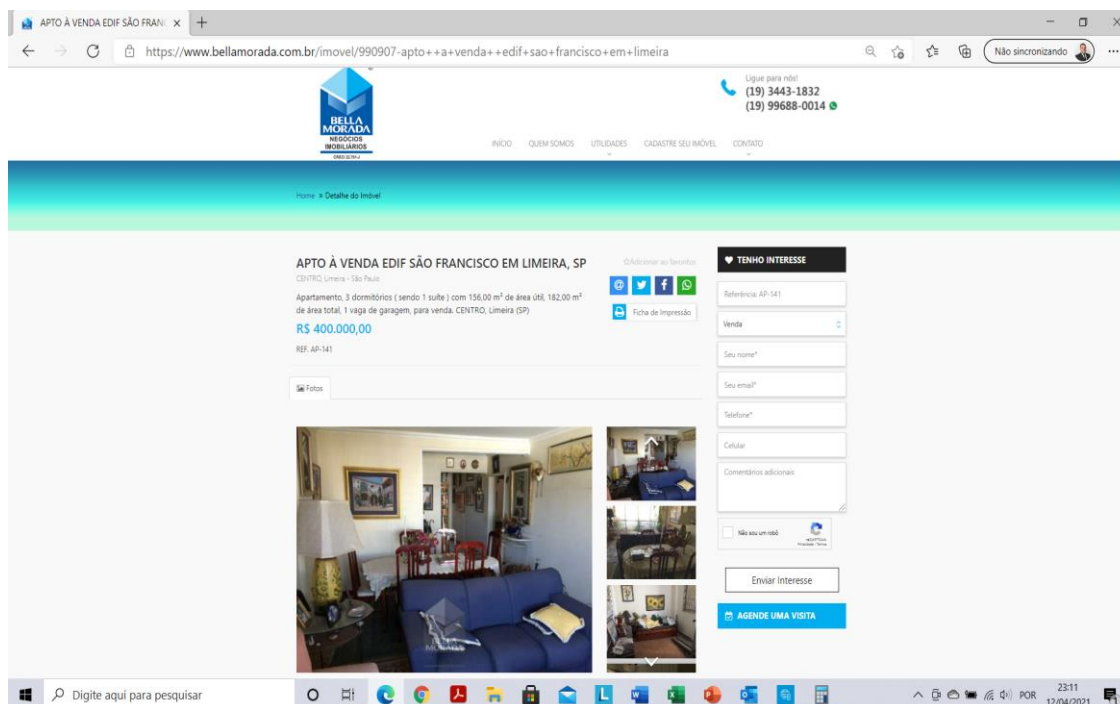 APTO À VENDA EDIF SÃO FRAN
https://www.bellamorada.com.br/imovel/990907-apto++a+venda++edif+sao+francisco+em+limeira
Não sincronizando
BELLA
MORADA
NEGÓCIOS
IMOBILIÁRIOS
Ligue para nós!
(19) 3443-1832
(19) 99688-0014
INÍCIO QUEM SOMOS UTILIDADES CADASTRE SEU IMÓVEL CONTATO
Home » Detalhe do Imóvel
APTO À VENDA EDIF SÃO FRANCISCO EM LIMEIRA, SP
CENTRO, Limeira - São Paulo
Apartamento, 3 dormitórios ( sendo 1 suíte ) com 156,00 m² de área útil, 182,00 m²
de área total, 1 vaga de garagem, para venda. CENTRO, Limeira (SP)
R$ 400.000,00
REF. AP-141
Adicionar ao favoritos
Ficha de Impressão
Fotos
BELLA
MORADA
TENHO INTERESSE
Referência: AP-141
Venda
Seu nome*
Seu email*
Telefone*
Celular
Comentários adicionais:
Não sou um robô
reCAPTCHA
Enviar Interesse
AGENDE UMA VISITA
Digite aqui para pesquisar
POR
23:11
12/04/2021